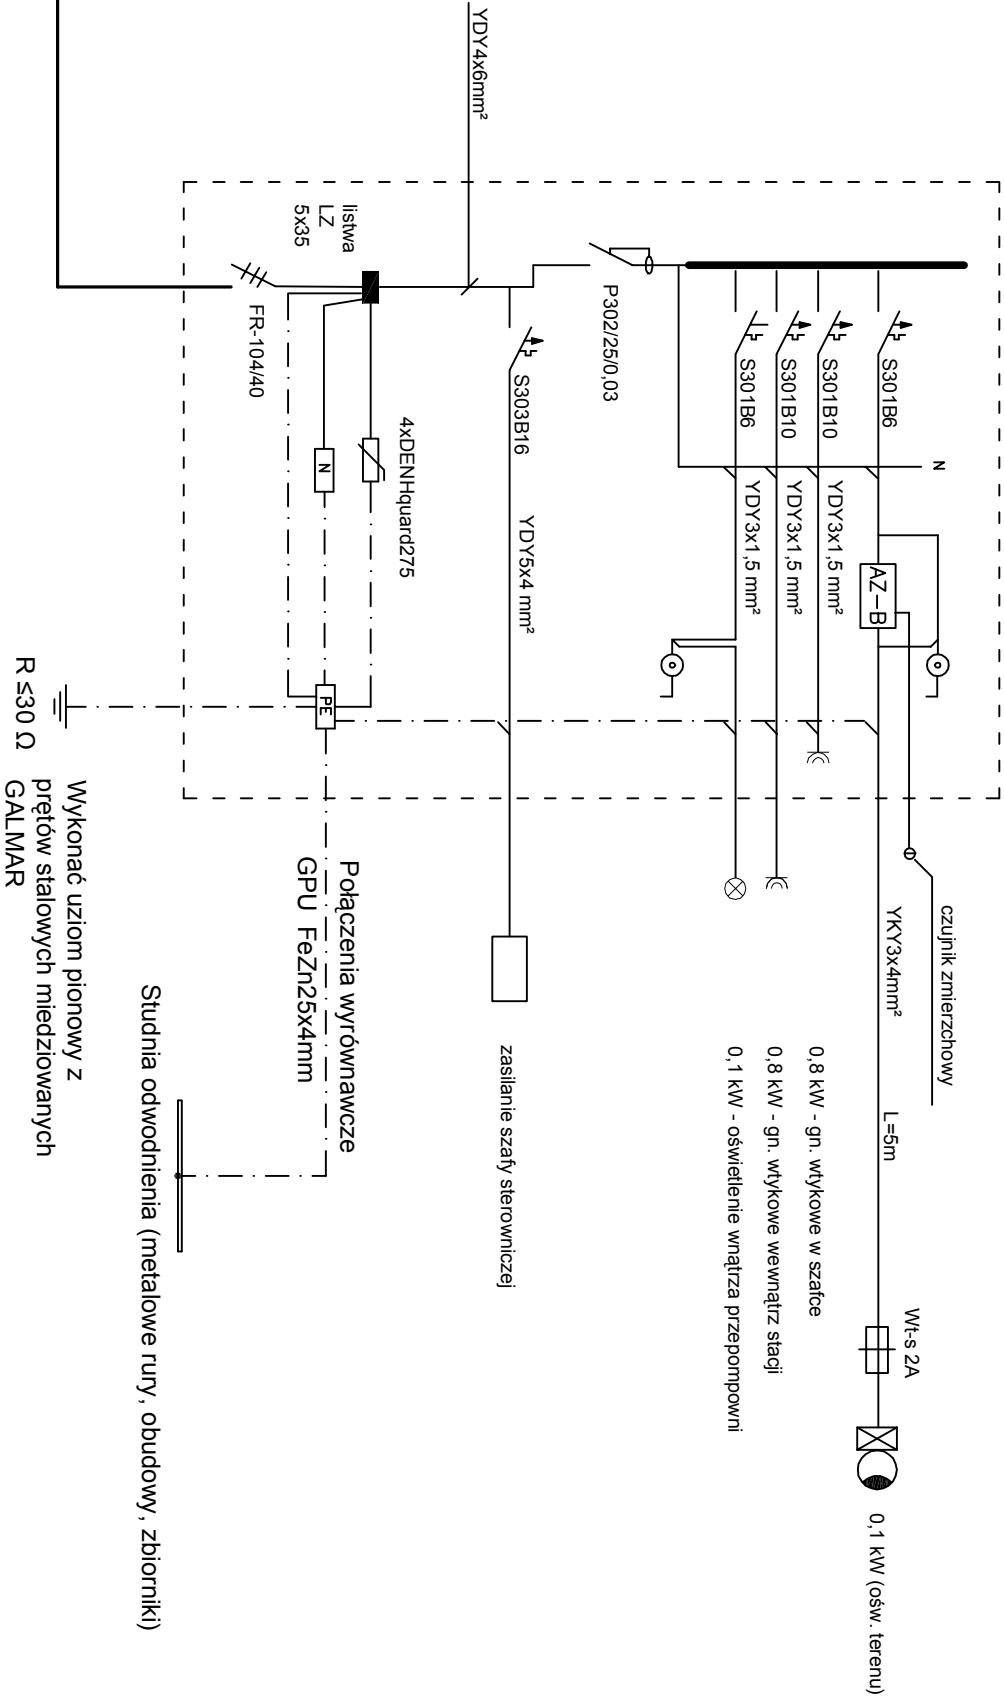 YDY4x6mm²
listwa
LZ
5x35
FR-104/40
P302/25/0,03
S301B6
S301B10
S301B10
S301B6
S303B16
N
4xDENHquard275
N
YDY5x4 mm²
YDY3x1,5 mm²
YDY3x1,5 mm²
YDY3x1,5 mm²
AZ-B
PE
R ≤30 Ω
Wykonać uziom pionowy z
prętów stalowych miedziowanych
GALMAR
Połączenia wyrównawcze
GPU FeZn25x4mm
Studnia odwodnienia (metalowe rury, obudowy, zbiorniki)
zasilanie szafy sterowniczej
czujnik zmierzchowy
YKY3x4mm²
L=5m
0,8 kW - gn. wtykowe w szafce
0,8 kW - gn. wtykowe wewnątrz stacji
0,1 kW - oświetlenie wnątrza przepompowni
Wt-s 2A
0,1 kW (ośw. terenu)